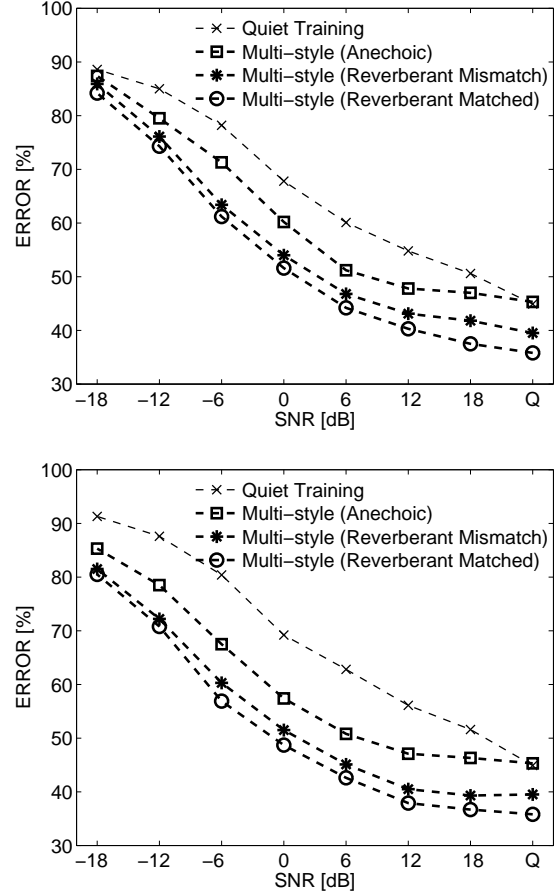 100
90
80
70
60
50
40
30
ERROR [%]
Quiet Training
Multi−style (Anechoic)
Multi−style (Reverberant Mismatch)
Multi−style (Reverberant Matched)
−18 −12 −6 0 6 12 18 Q
SNR [dB]
100
90
80
70
60
50
40
30
ERROR [%]
Quiet Training
Multi−style (Anechoic)
Multi−style (Reverberant Mismatch)
Multi−style (Reverberant Matched)
−18 −12 −6 0 6 12 18 Q
SNR [dB]